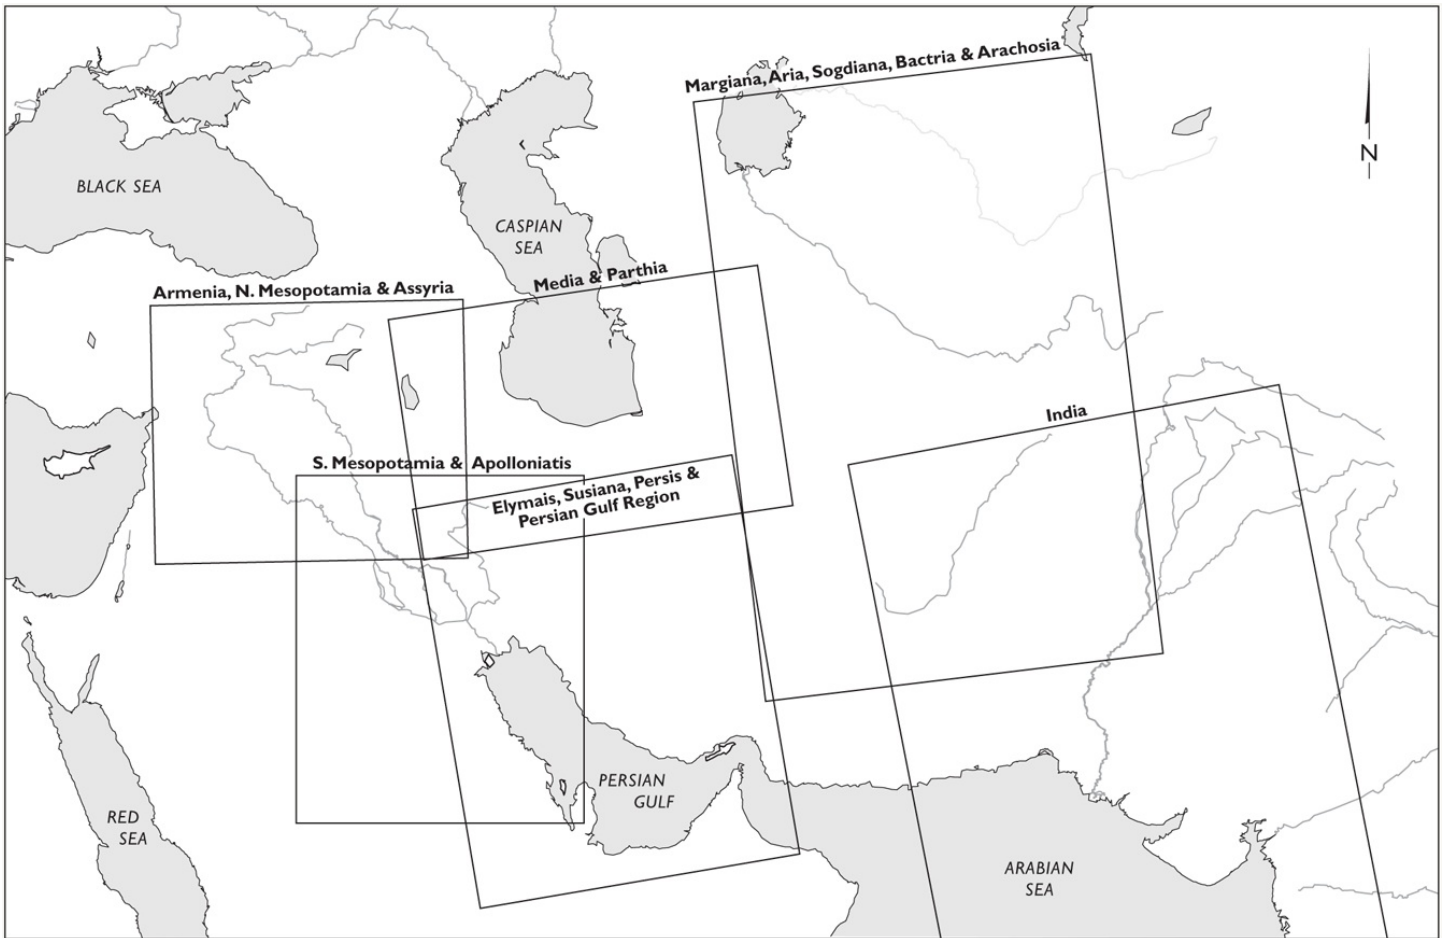 Margiana, Aria, Sogdiana, Bactria & Arachosia
N
BLACK SEA
CASPIAN
SEA
Media & Parthia
Armenia, N. Mesopotamia & Assyria
India
S. Mesopotamia & Apolloniatis
Elymais, Susiana, Persis &
Persian Gulf Region
PERSIAN
GULF
RED
SEA
ARABIAN
SEA